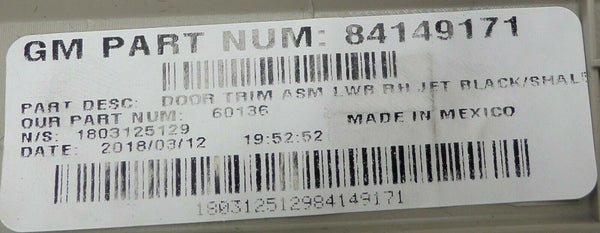 GM PART NUM: 84149171
PART DESC: DOOR TRIM ASM LWR RH JET BLACK/SHALE
OUR PART NUM: 60136
MADE IN MEXICO
N/S: 1803125129
DATE: 2018/03/12 19:52:52
180312512984149171